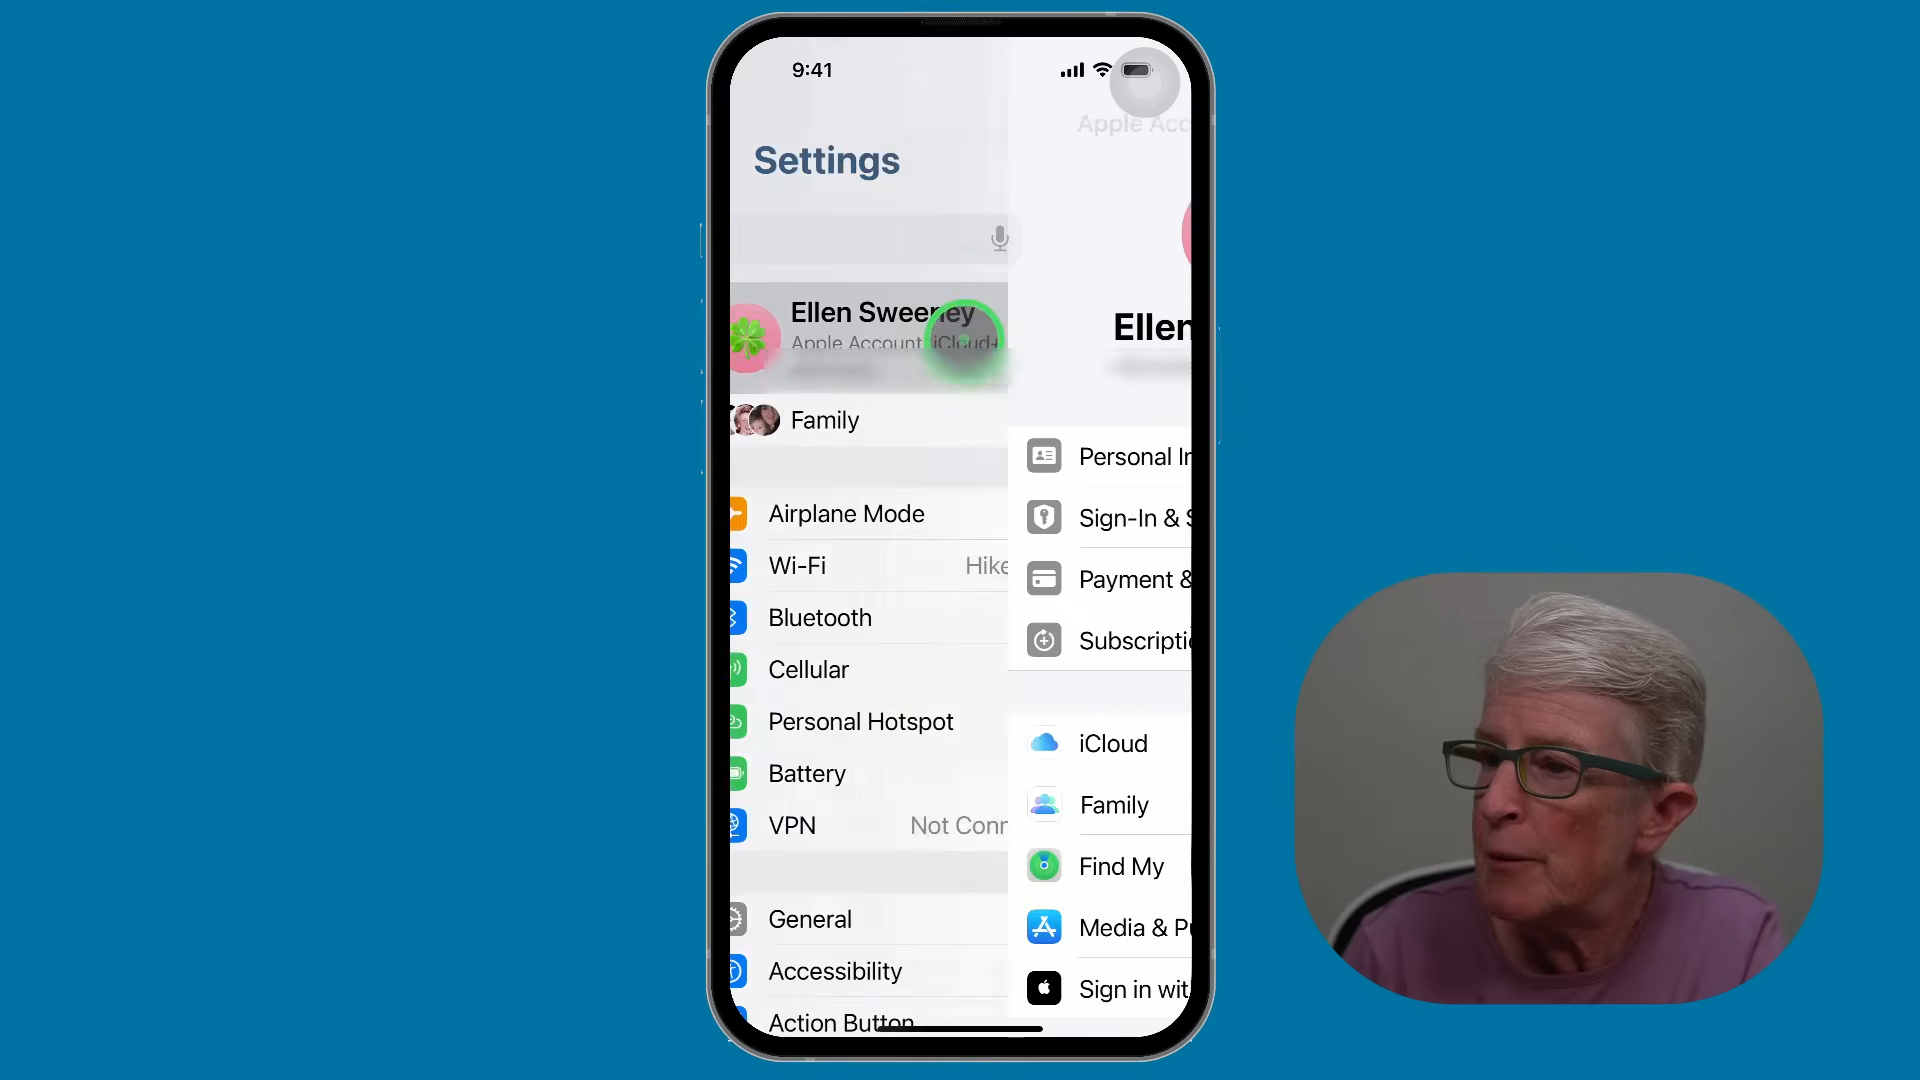 9:41
Settings
Ellen Sweeney
Apple Account, iCloud+
Family
Airplane Mode
Wi-Fi
Hike
Bluetooth
Cellular
Personal Hotspot
Battery
VPN
Not Conn
General
Accessibility
Action Button
Apple Acc
Ellen
Personal In
Sign-In & S
Payment &
Subscripti
iCloud
Family
Find My
Media & Pu
Sign in wit